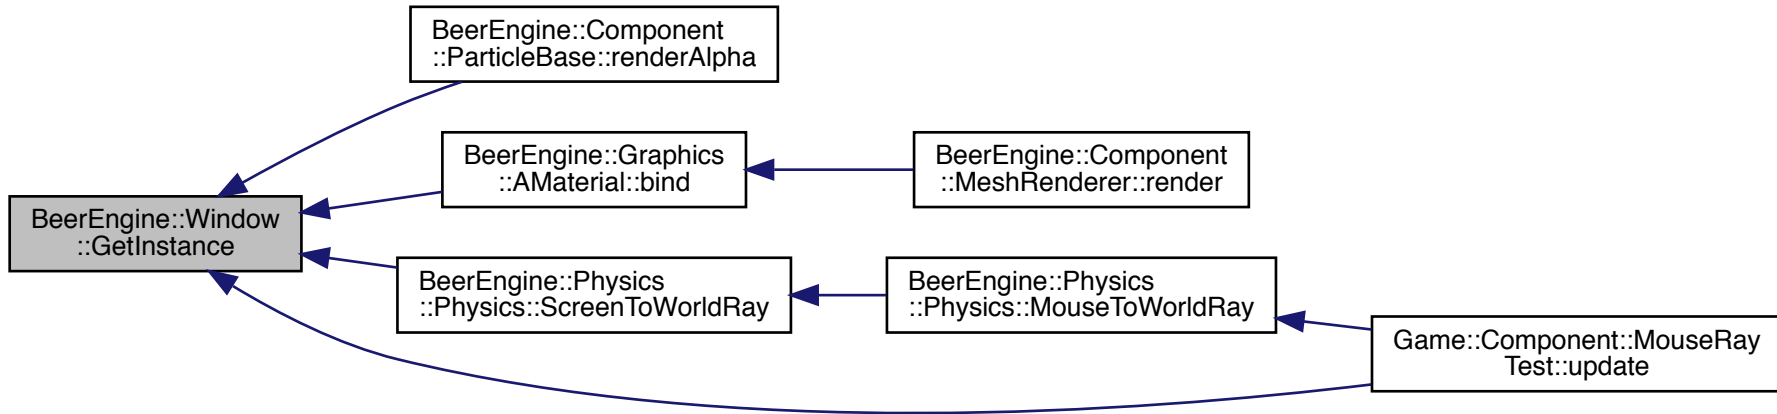 BeerEngine::Component
::ParticleBase::renderAlpha
BeerEngine::Graphics
::AMaterial::bind
BeerEngine::Component
::MeshRenderer::render
BeerEngine::Window
::GetInstance
BeerEngine::Physics
::Physics::ScreenToWorldRay
BeerEngine::Physics
::Physics::MouseToWorldRay
Game::Component::MouseRay
Test::update